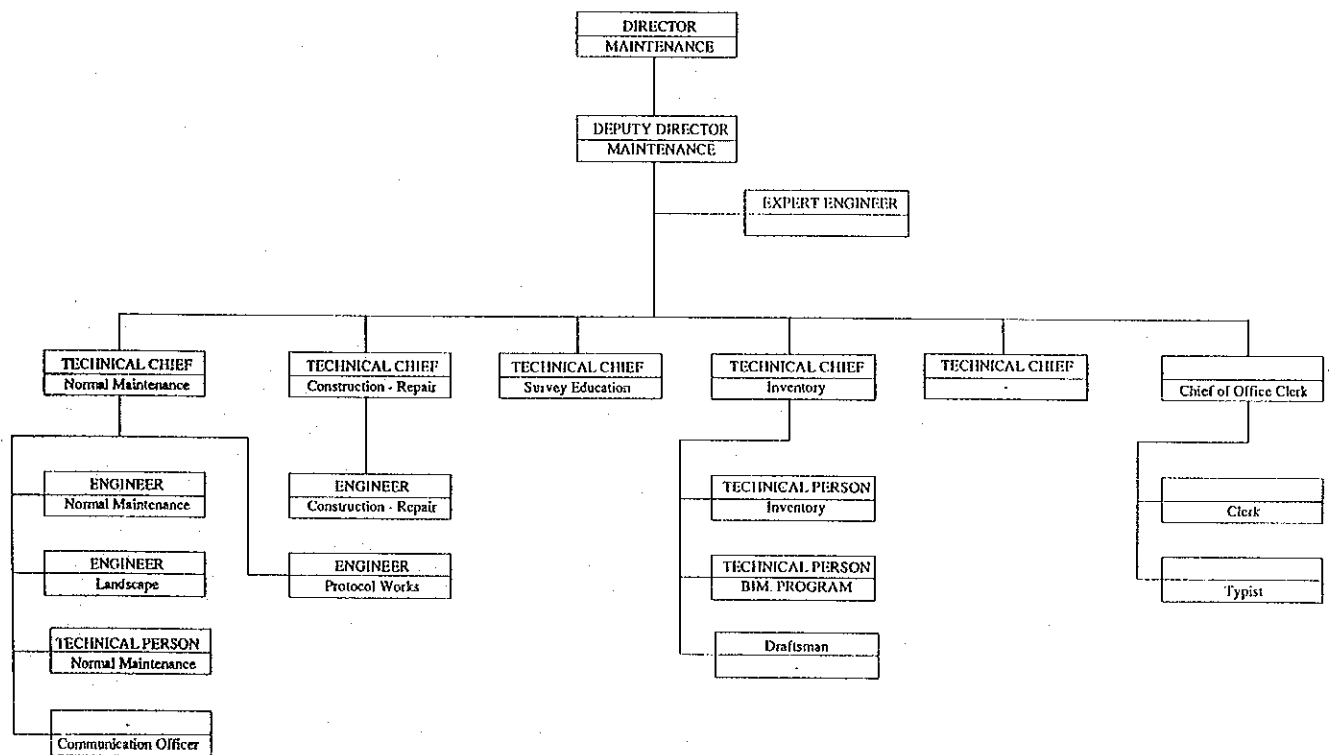 DIRECTOR
MAINTENANCE
DEPUTY DIRECTOR
MAINTENANCE
EXPERT ENGINEER
TECHNICAL CHIEF
Normal Maintenance
TECHNICAL CHIEF
Construction - Repair
TECHNICAL CHIEF
Survey Education
TECHNICAL CHIEF
Inventory
TECHNICAL CHIEF
-
Chief of Office Clerk
ENGINEER
Normal Maintenance
ENGINEER
Construction - Repair
TECHNICAL PERSON
Inventory
Clerk
ENGINEER
Landscape
ENGINEER
Protocol Works
TECHNICAL PERSON
BIM. PROGRAM
Typist
TECHNICAL PERSON
Normal Maintenance
Draftsman
-
-
Communication Officer